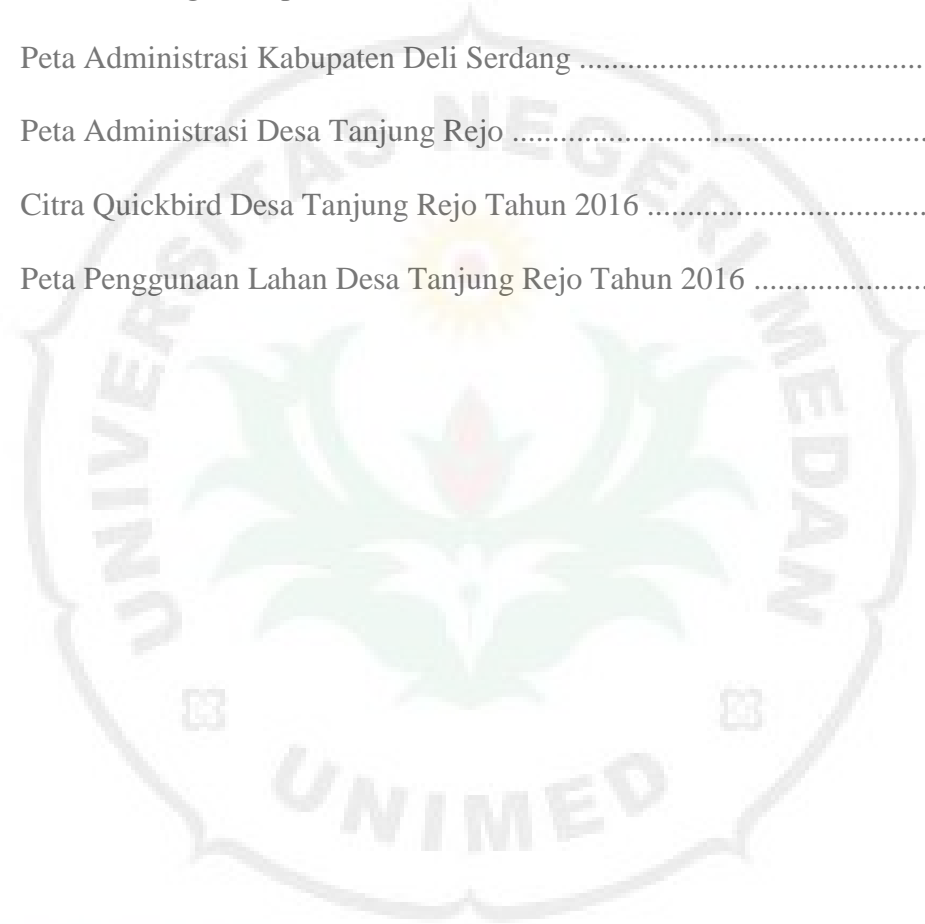 Peta Administrasi Kabupaten Deli Serdang ............................................
Peta Administrasi Desa Tanjung Rejo .....................................................
Citra Quickbird Desa Tanjung Rejo Tahun 2016 ...................................
Peta Penggunaan Lahan Desa Tanjung Rejo Tahun 2016 ......................
UNIVERSITAS NEGERI MEDAN
UNIMED